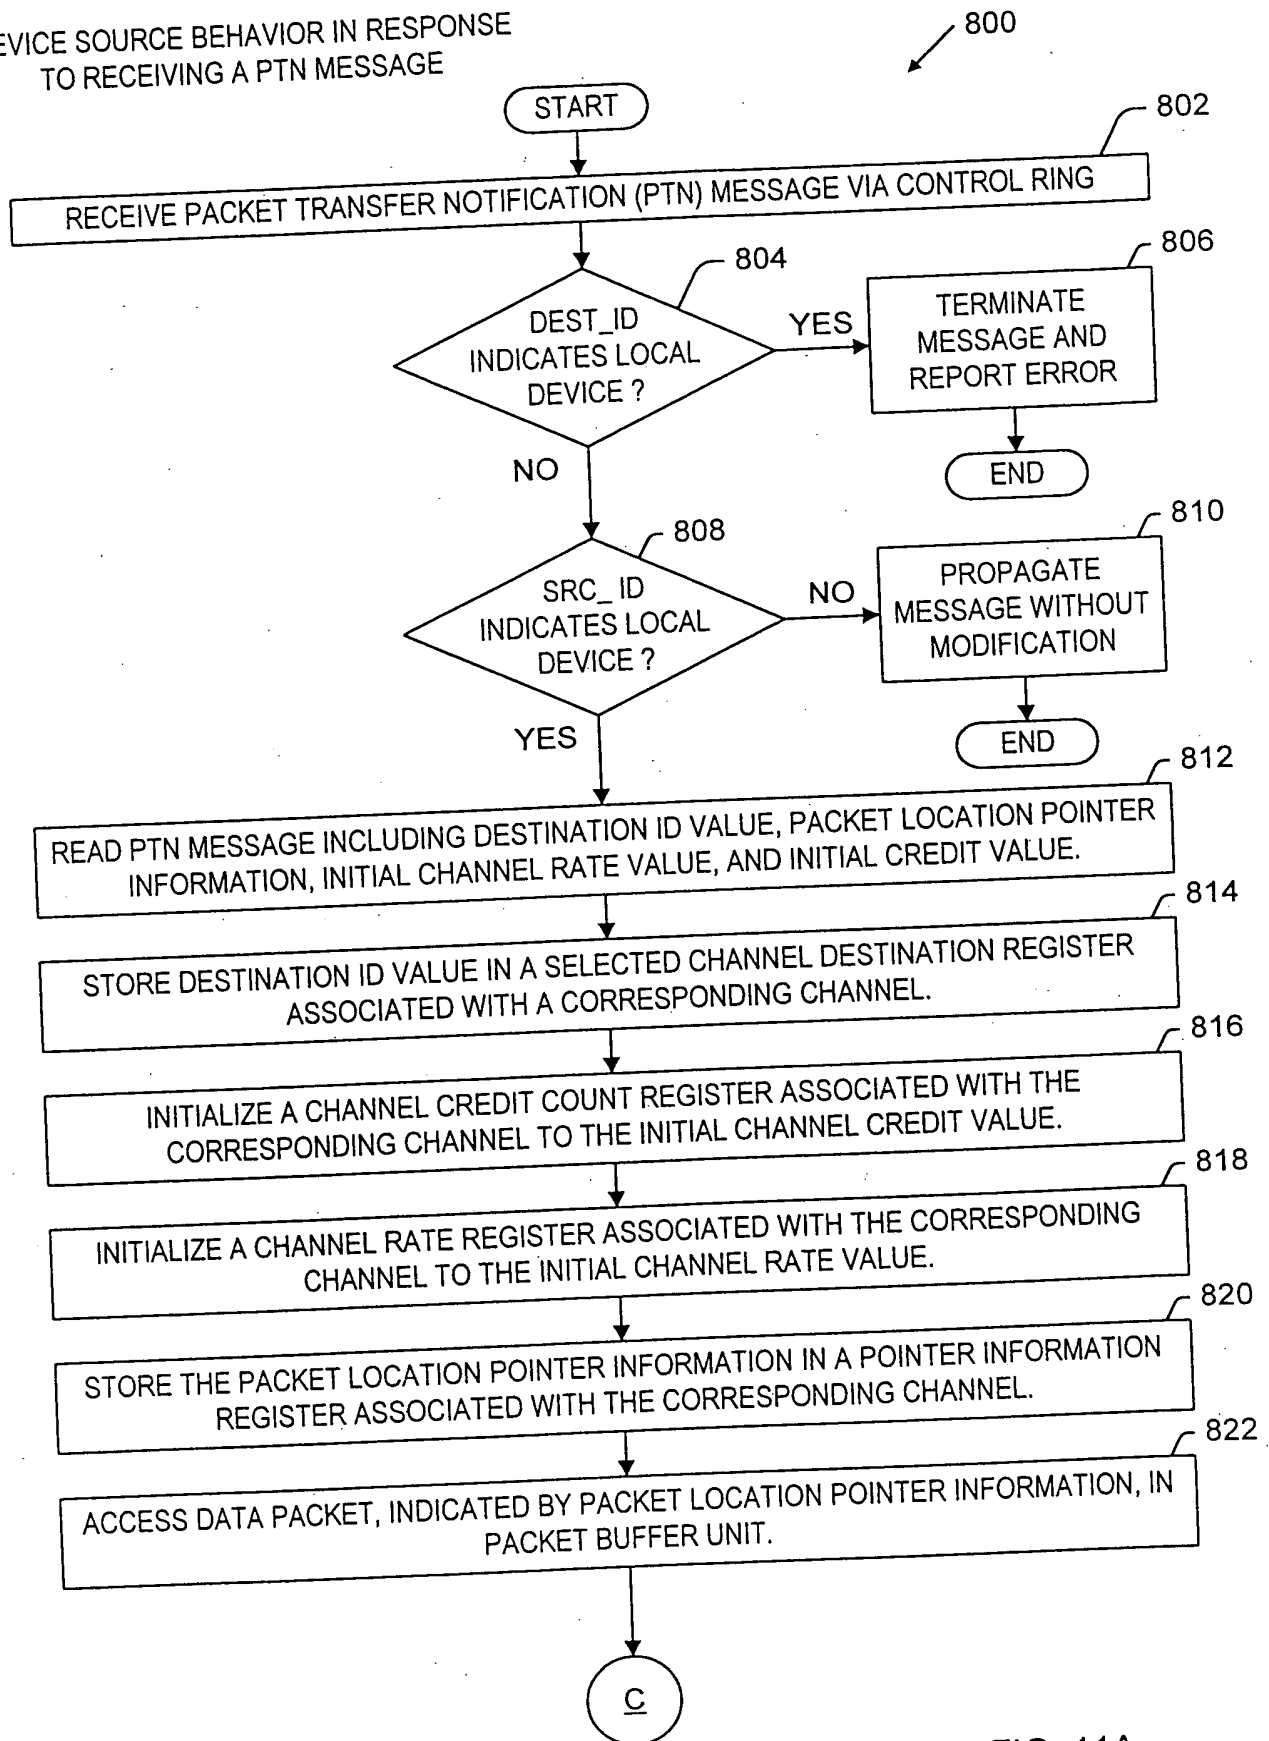 EVICE SOURCE BEHAVIOR IN RESPONSE
TO RECEIVING A PTN MESSAGE
800
START
802
RECEIVE PACKET TRANSFER NOTIFICATION (PTN) MESSAGE VIA CONTROL RING
804
DEST_ID
INDICATES LOCAL
DEVICE ?
YES
806
TERMINATE
MESSAGE AND
REPORT ERROR
END
NO
808
SRC_ ID
INDICATES LOCAL
DEVICE ?
NO
810
PROPAGATE
MESSAGE WITHOUT
MODIFICATION
END
YES
812
READ PTN MESSAGE INCLUDING DESTINATION ID VALUE, PACKET LOCATION POINTER
INFORMATION, INITIAL CHANNEL RATE VALUE, AND INITIAL CREDIT VALUE.
814
STORE DESTINATION ID VALUE IN A SELECTED CHANNEL DESTINATION REGISTER
ASSOCIATED WITH A CORRESPONDING CHANNEL.
816
INITIALIZE A CHANNEL CREDIT COUNT REGISTER ASSOCIATED WITH THE
CORRESPONDING CHANNEL TO THE INITIAL CHANNEL CREDIT VALUE.
818
INITIALIZE A CHANNEL RATE REGISTER ASSOCIATED WITH THE CORRESPONDING
CHANNEL TO THE INITIAL CHANNEL RATE VALUE.
820
STORE THE PACKET LOCATION POINTER INFORMATION IN A POINTER INFORMATION
REGISTER ASSOCIATED WITH THE CORRESPONDING CHANNEL.
822
ACCESS DATA PACKET, INDICATED BY PACKET LOCATION POINTER INFORMATION, IN
PACKET BUFFER UNIT.
C
FIG. 11A